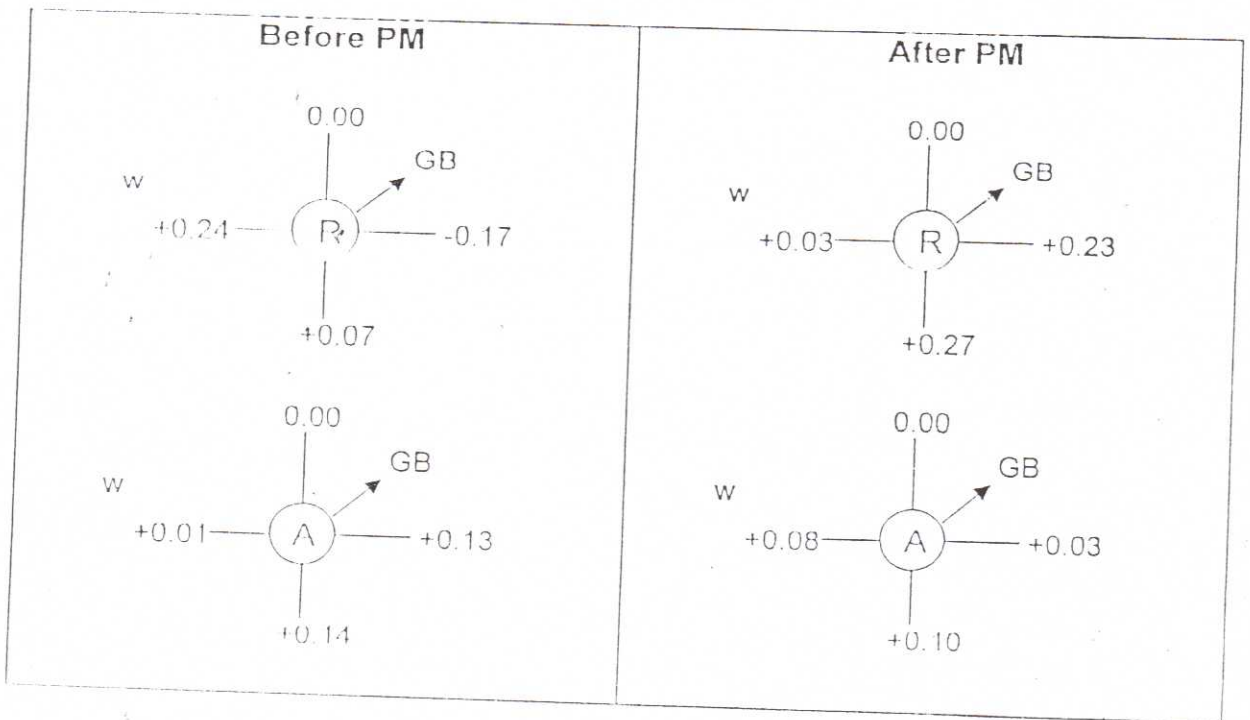 Before PM
0.00
GB
w
+0.24
R
-0.17
+0.07
0.00
GB
w
+0.01
A
+0.13
+0.14
After PM
0.00
GB
w
+0.03
R
+0.23
+0.27
0.00
GB
w
+0.08
A
+0.03
+0.10